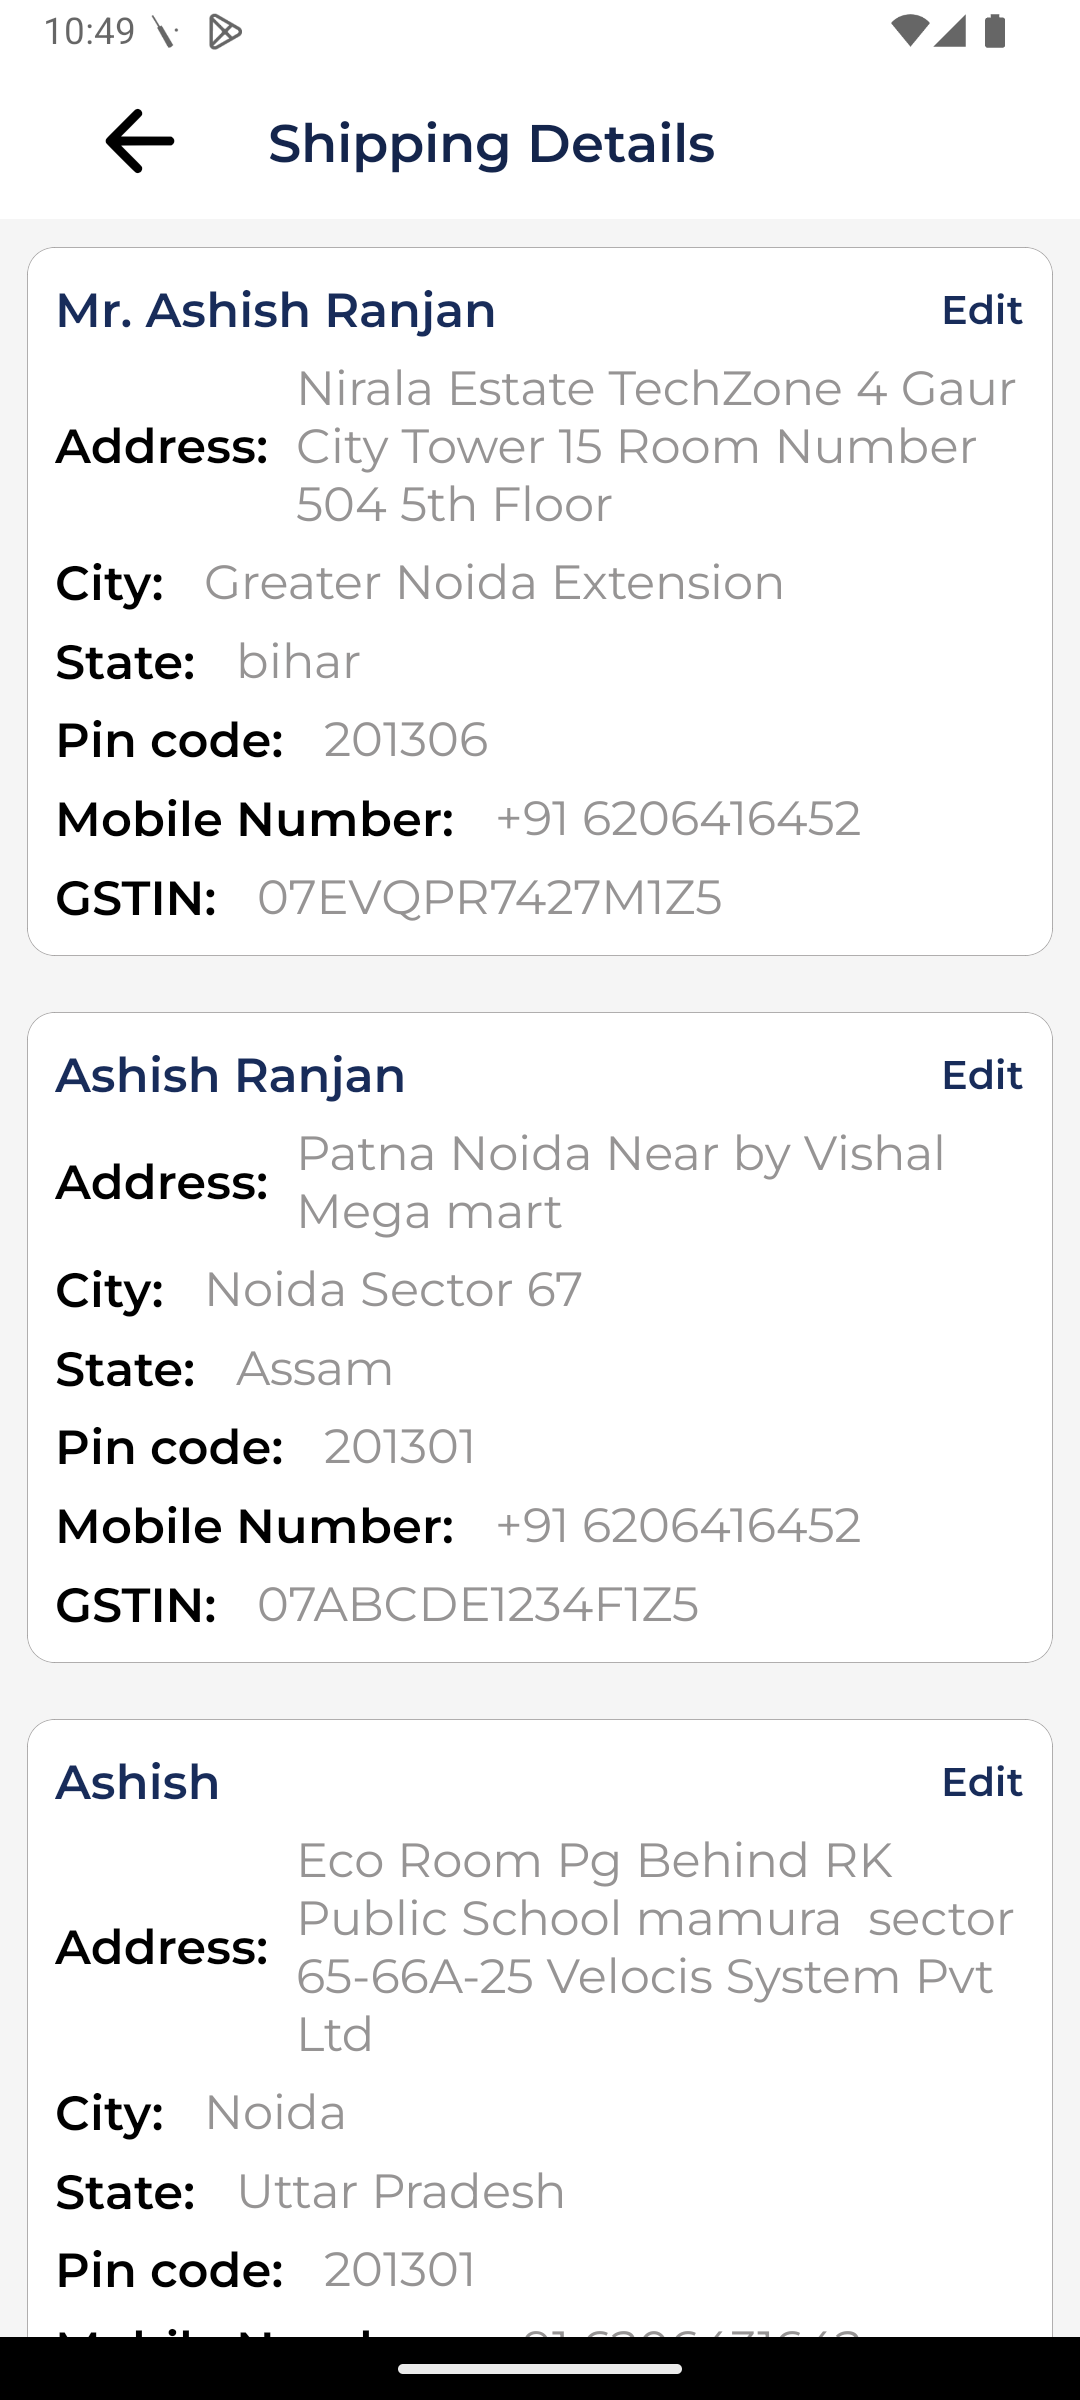 10:49
Shipping Details
Mr. Ashish Ranjan
Edit
Address:
Nirala Estate TechZone 4 Gaur
City Tower 15 Room Number
504 5th Floor
City: Greater Noida Extension
State: bihar
Pin code: 201306
Mobile Number: +91 6206416452
GSTIN: 07EVQPR7427M1Z5
Ashish Ranjan
Edit
Address:
Patna Noida Near by Vishal
Mega mart
City: Noida Sector 67
State: Assam
Pin code: 201301
Mobile Number: +91 6206416452
GSTIN: 07ABCDE1234F1Z5
Ashish
Edit
Address:
Eco Room Pg Behind RK
Public School mamura  sector
65-66A-25 Velocis System Pvt
Ltd
City: Noida
State: Uttar Pradesh
Pin code: 201301